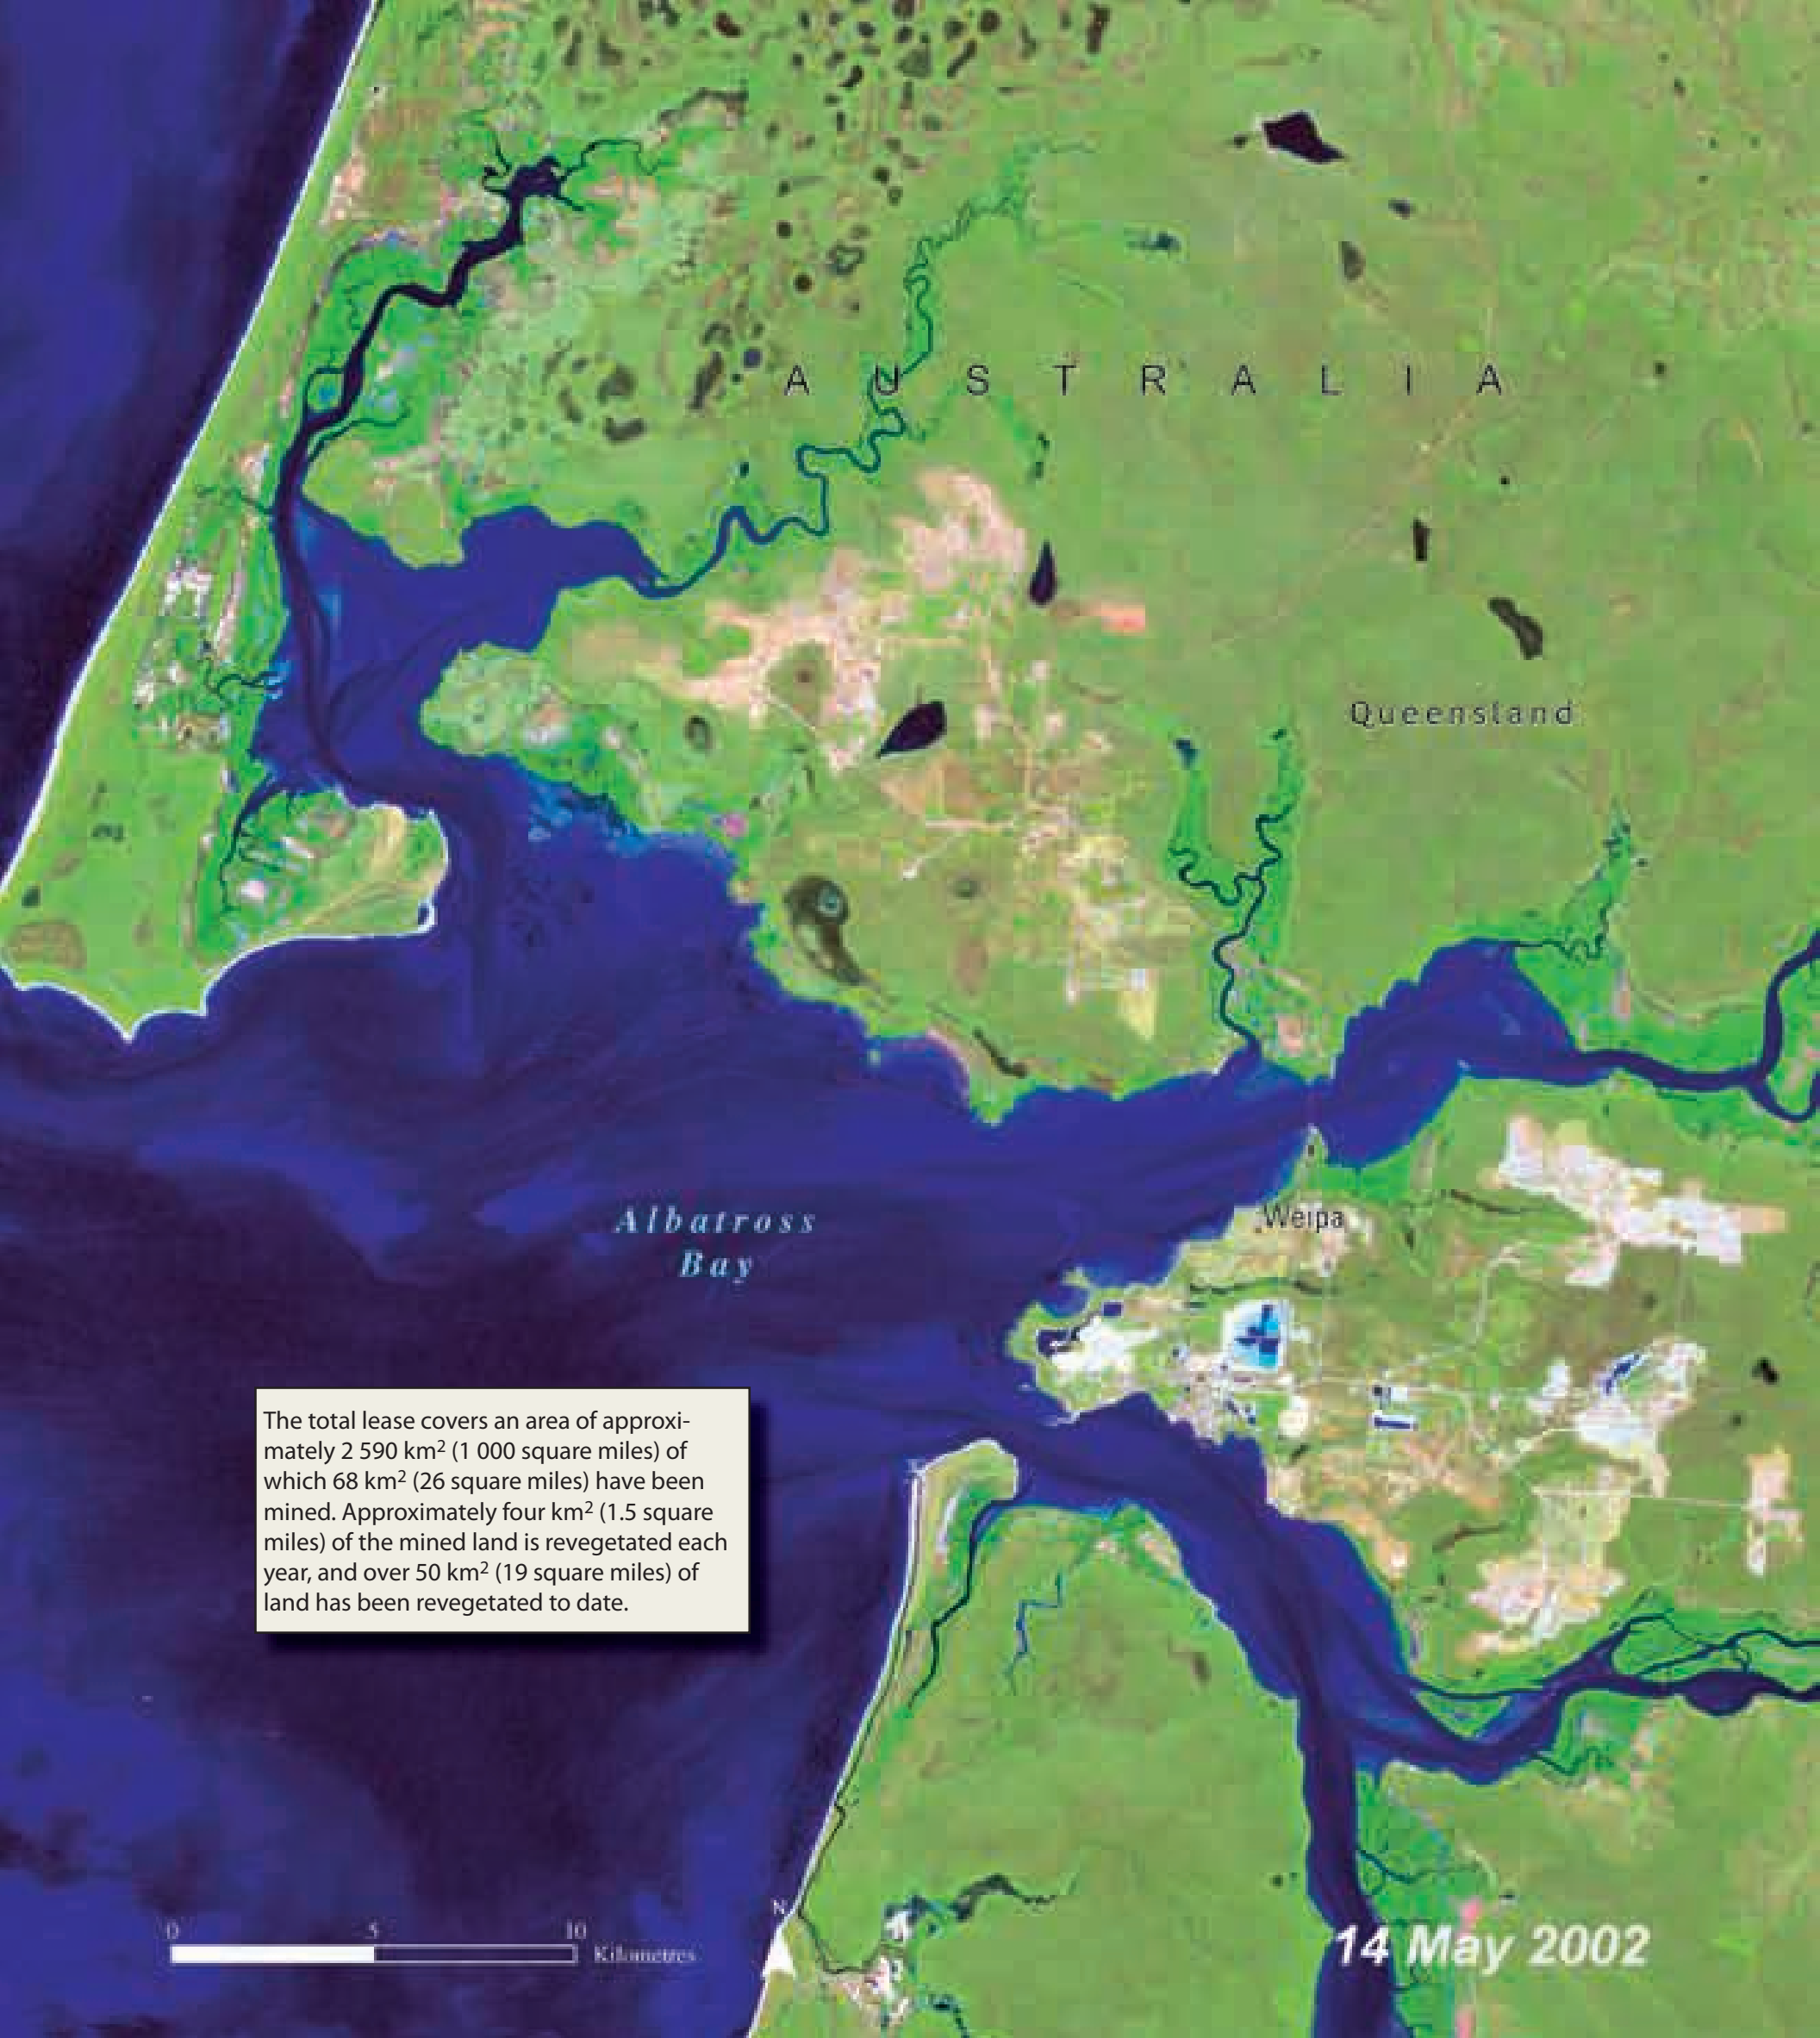 A U S T R A L I A
Queensland
Weipa
Albatross
Bay
The total lease covers an area of approxi-
mately 2 590 km² (1 000 square miles) of
which 68 km² (26 square miles) have been
mined. Approximately four km² (1.5 square
miles) of the mined land is revegetated each
year, and over 50 km² (19 square miles) of
land has been revegetated to date.
N
0 5 10
Kilometres
14 May 2002